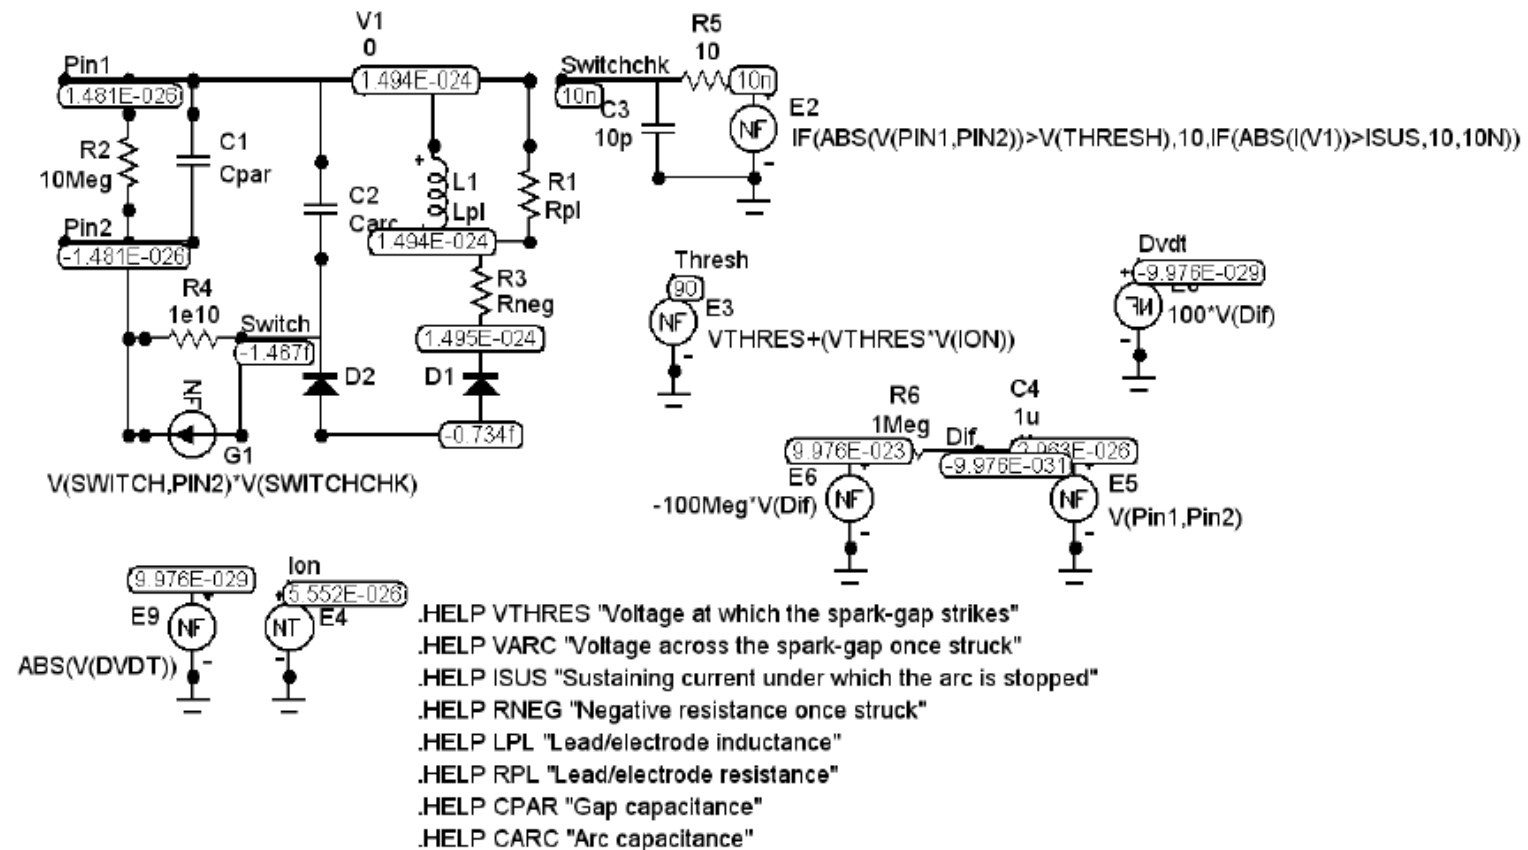 V1
0
R5
10
Pin1
1.481E-026
1.494E-024
Switchchk
10n
10n
C3
10p
E2
NF
IF(ABS(V(PIN1,PIN2))>V(THRESH),10,IF(ABS(I(V1))>ISUS,10,10N))
R2
10Meg
C1
Cpar
C2
Carc
L1
Lpl
R1
Rpl
Pin2
-1.481E-026
1.494E-024
R3
Rneg
R4
1e10
Switch
-1.467f
1.495E-024
Thresh
90
E3
NF
VTHRES+(VTHRES*V(ION))
Dvdt
-9.976E-029
NF
100*V(Dif)
D2
D1
NF
G1
-0.734f
V(SWITCH,PIN2)*V(SWITCHCHK)
R6
1Meg
C4
1u
Dif
9.976E-023
-9.976E-031
E6
NF
-100Meg*V(Dif)
E5
NF
V(Pin1,Pin2)
9.976E-029
E9
NF
ABS(V(DVDT))
Ion
5.552E-026
NT
E4
.HELP VTHRES "Voltage at which the spark-gap strikes"
.HELP VARC "Voltage across the spark-gap once struck"
.HELP ISUS "Sustaining current under which the arc is stopped"
.HELP RNEG "Negative resistance once struck"
.HELP LPL "Lead/electrode inductance"
.HELP RPL "Lead/electrode resistance"
.HELP CPAR "Gap capacitance"
.HELP CARC "Arc capacitance"